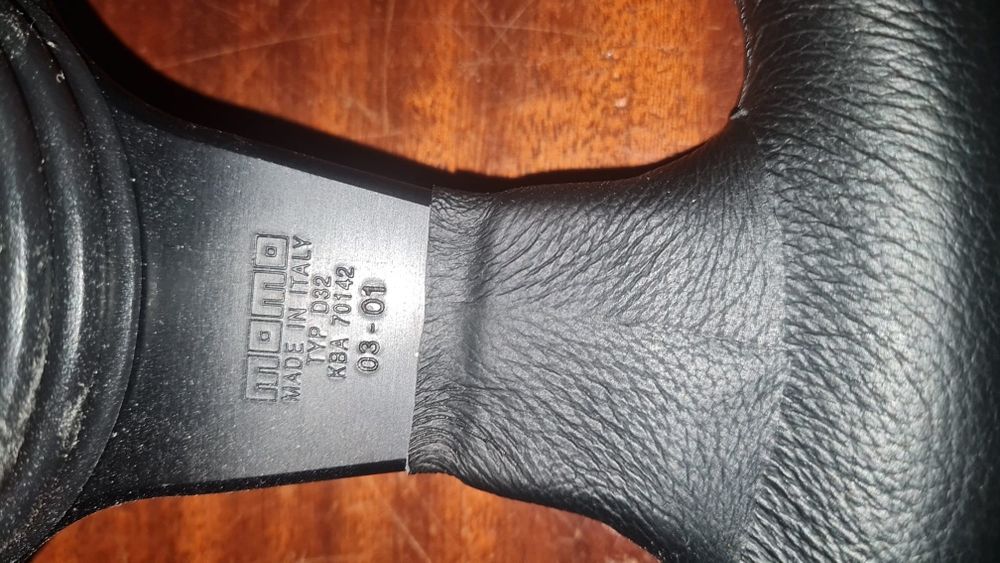 momo
MADE IN ITALY
TYP D32
KBA 70142
03-01